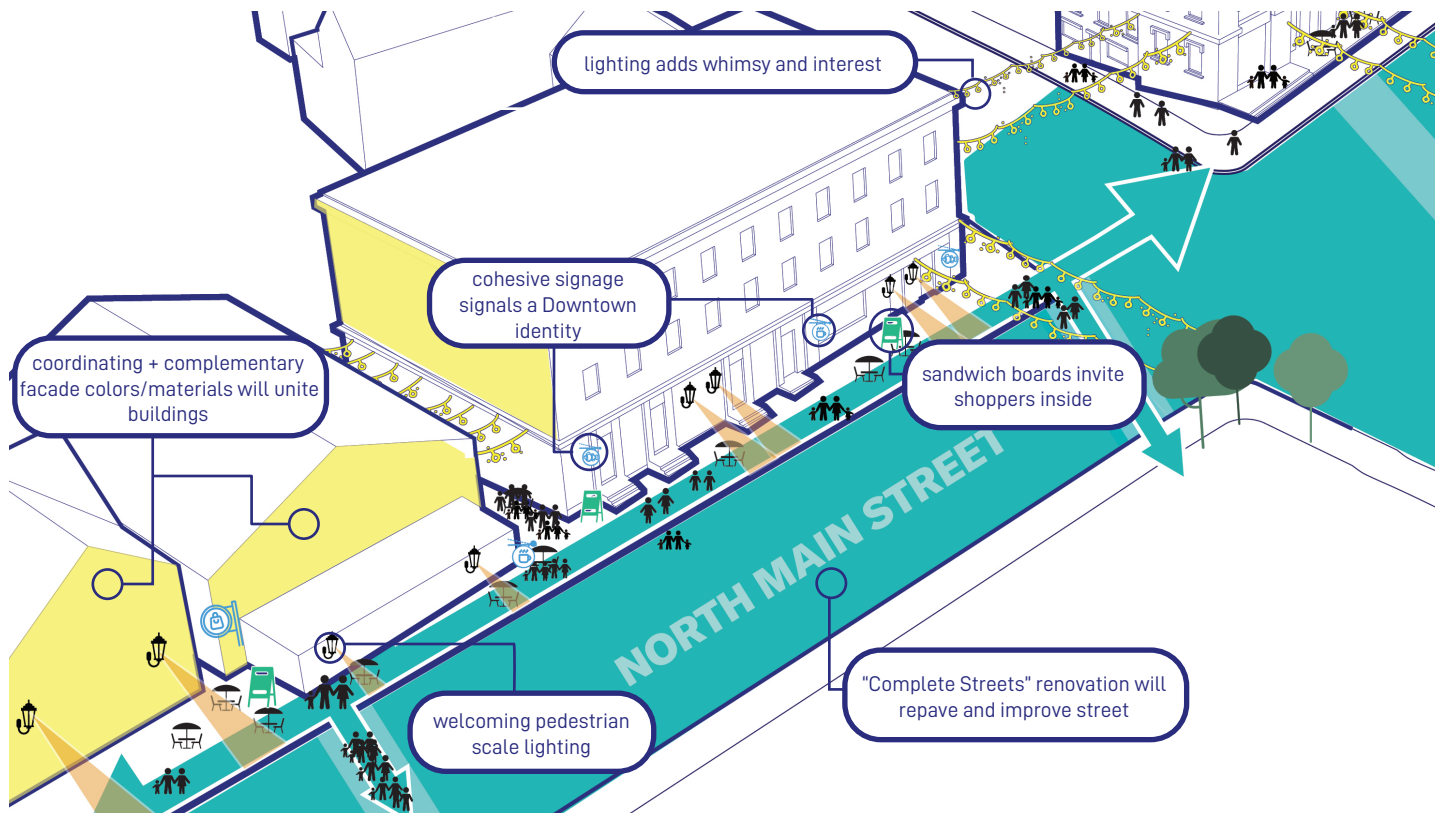 lighting adds whimsy and interest
cohesive signage
signals a Downtown
identity
coordinating + complementary
facade colors/materials will unite
buildings
sandwich boards invite
shoppers inside
NORTH MAIN STREET
"Complete Streets" renovation will
repave and improve street
welcoming pedestrian
scale lighting